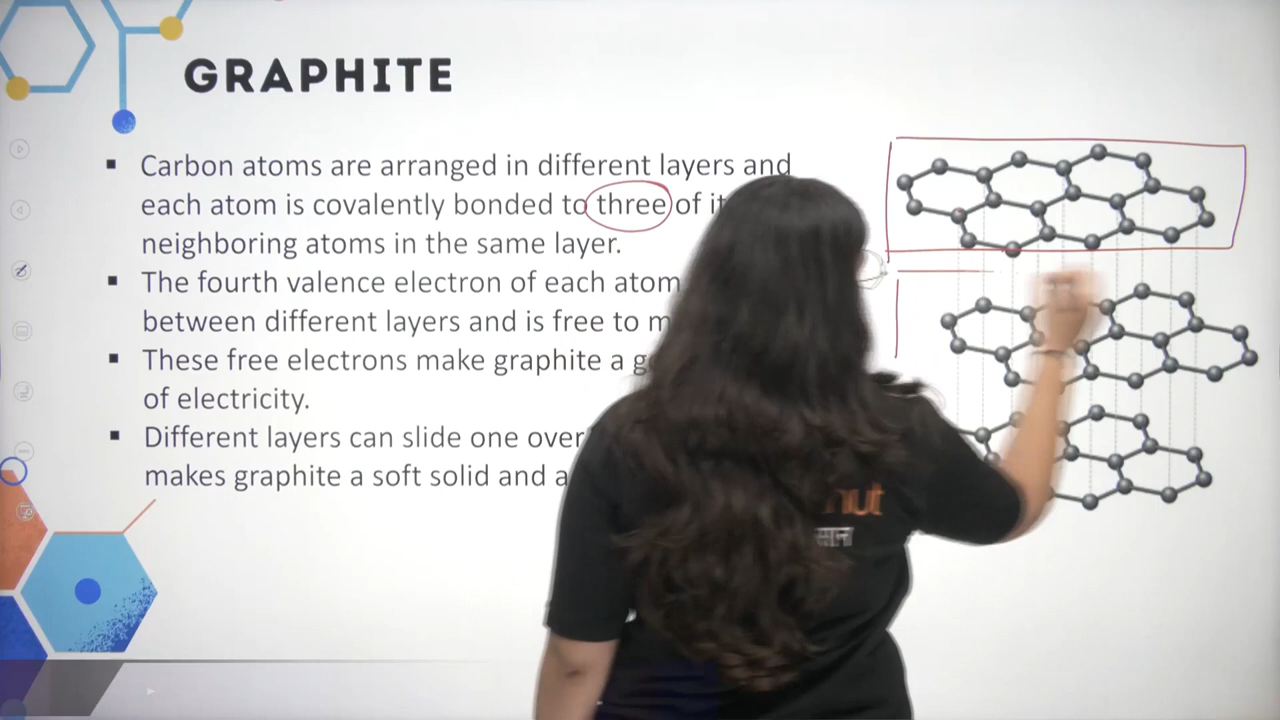 GRAPHITE
▪ Carbon atoms are arranged in different layers and
each atom is covalently bonded to three of
neighboring atoms in the same layer.
▪ The fourth valence electron of each atom
between different layers and is free to
▪ These free electrons make graphite a
of electricity.
▪ Different layers can slide one over
makes graphite a soft solid and
nut